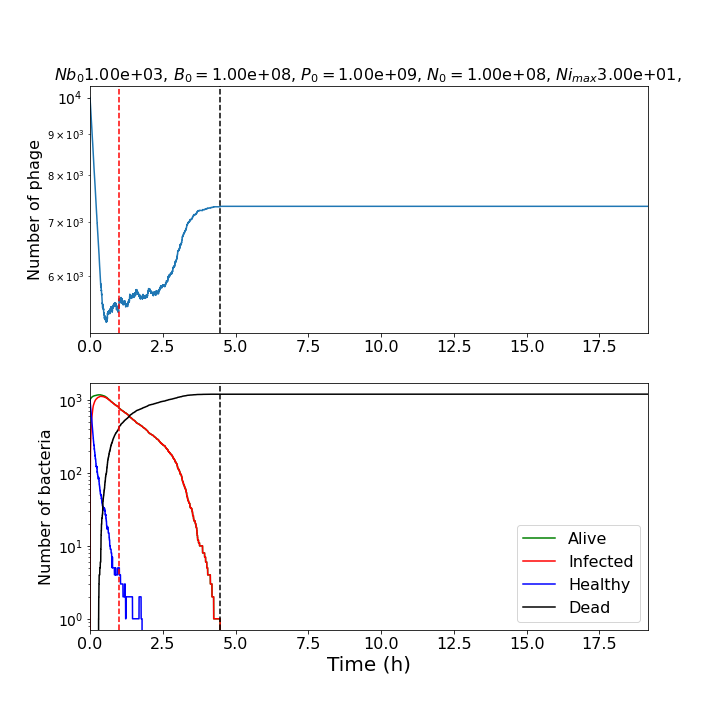 Nb₀1.00e+03, B₀ = 1.00e+08, P₀ = 1.00e+09, N₀ = 1.00e+08, Ni_max3.00e+01,
10⁴
9 × 10³
8 × 10³
7 × 10³
6 × 10³
Number of phage
0.0 2.5 5.0 7.5 10.0 12.5 15.0 17.5
10³
10²
10¹
10⁰
Number of bacteria
Alive
Infected
Healthy
Dead
0.0 2.5 5.0 7.5 10.0 12.5 15.0 17.5
Time (h)